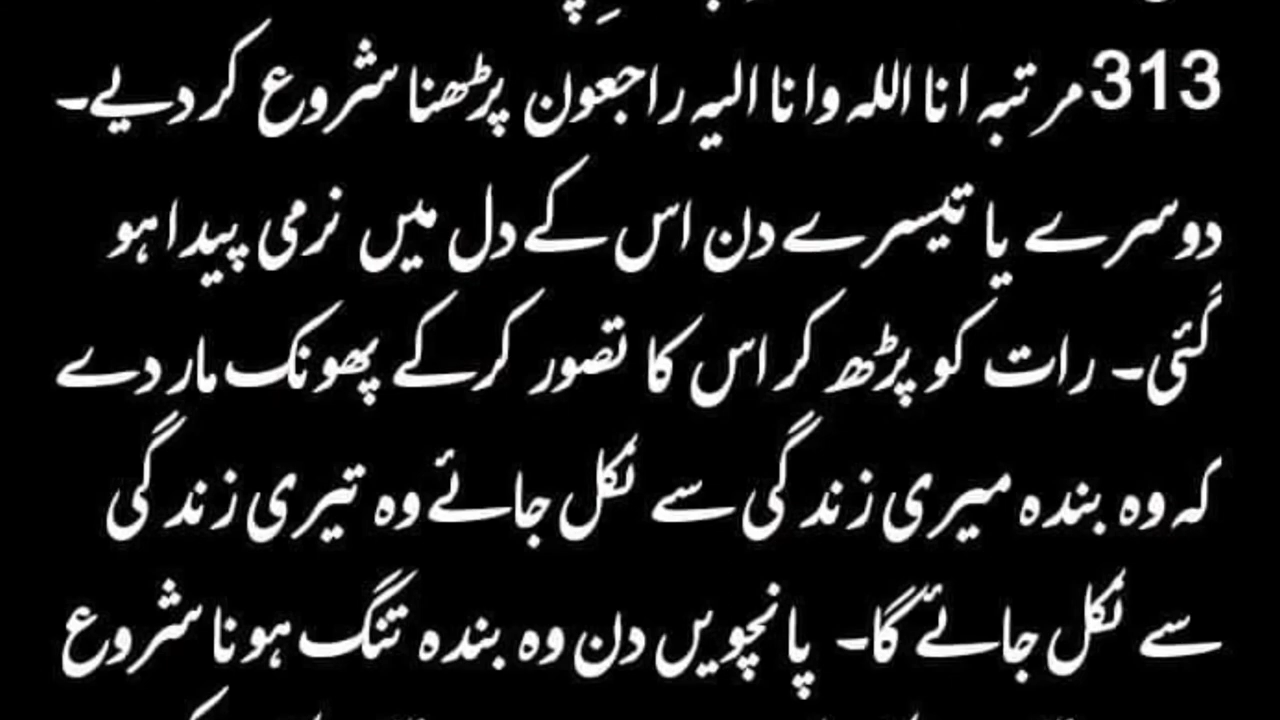 313 مرتبہ انا اللہ وانا الیہ راجعون پڑھنا شروع کردیے۔
دوسرے یا تیسرے دن اس کے دل میں نرمی پیدا ہو
گئی۔ رات کو پڑھ کر اس کا تصور کرکے پھونک مار دے
کہ وہ بندہ میری زندگی سے نکل جائے وہ تیری زندگی
سے نکل جائے گا۔ پانچویں دن وہ بندہ تنگ ہونا شروع